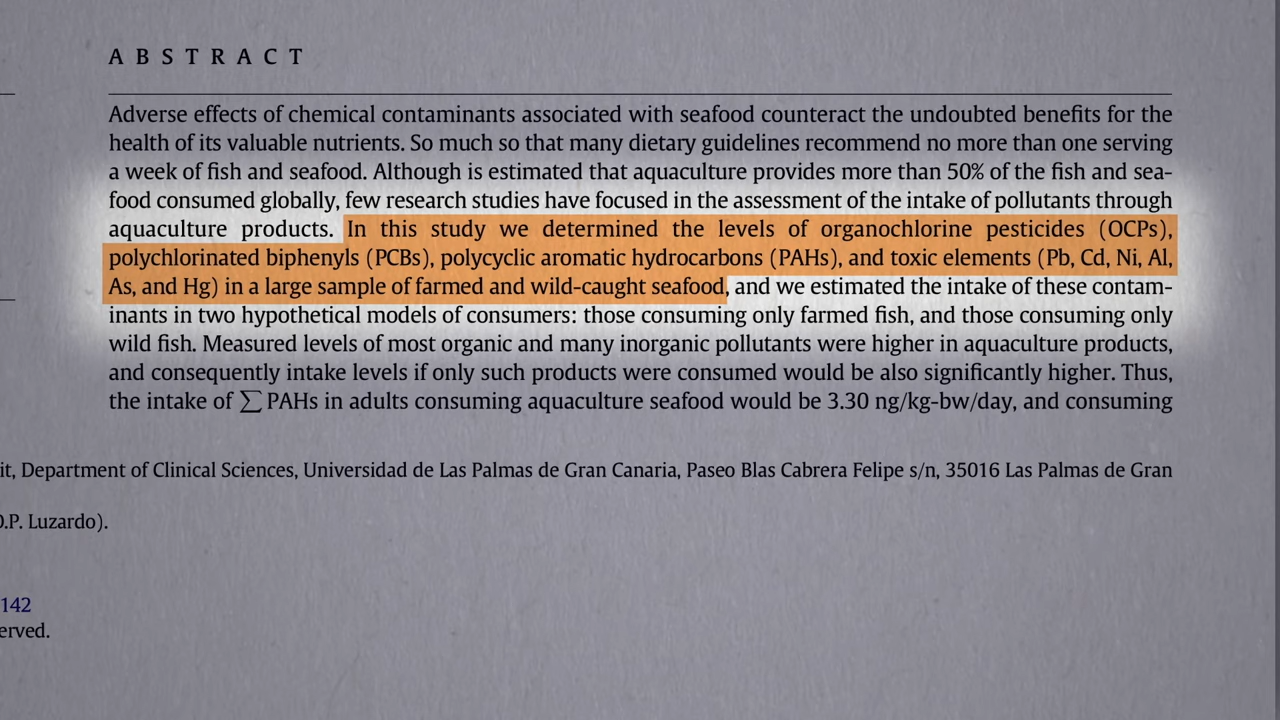 ABSTRACT
Adverse effects of chemical contaminants associated with seafood counteract the undoubted benefits for the
health of its valuable nutrients. So much so that many dietary guidelines recommend no more than one serving
a week of fish and seafood. Although is estimated that aquaculture provides more than 50% of the fish and sea-
food consumed globally, few research studies have focused in the assessment of the intake of pollutants through
aquaculture products. In this study we determined the levels of organochlorine pesticides (OCPs),
polychlorinated biphenyls (PCBs), polycyclic aromatic hydrocarbons (PAHs), and toxic elements (Pb, Cd, Ni, Al,
As, and Hg) in a large sample of farmed and wild-caught seafood, and we estimated the intake of these contam-
inants in two hypothetical models of consumers: those consuming only farmed fish, and those consuming only
wild fish. Measured levels of most organic and many inorganic pollutants were higher in aquaculture products,
and consequently intake levels if only such products were consumed would be also significantly higher. Thus,
the intake of ∑PAHs in adults consuming aquaculture seafood would be 3.30 ng/kg-bw/day, and consuming
it, Department of Clinical Sciences, Universidad de Las Palmas de Gran Canaria, Paseo Blas Cabrera Felipe s/n, 35016 Las Palmas de Gran
O.P. Luzardo).
142
erved.